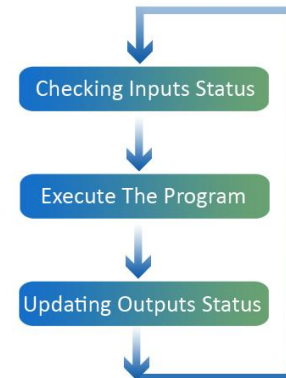 Checking Inputs Status
Execute The Program
Updating Outputs Status